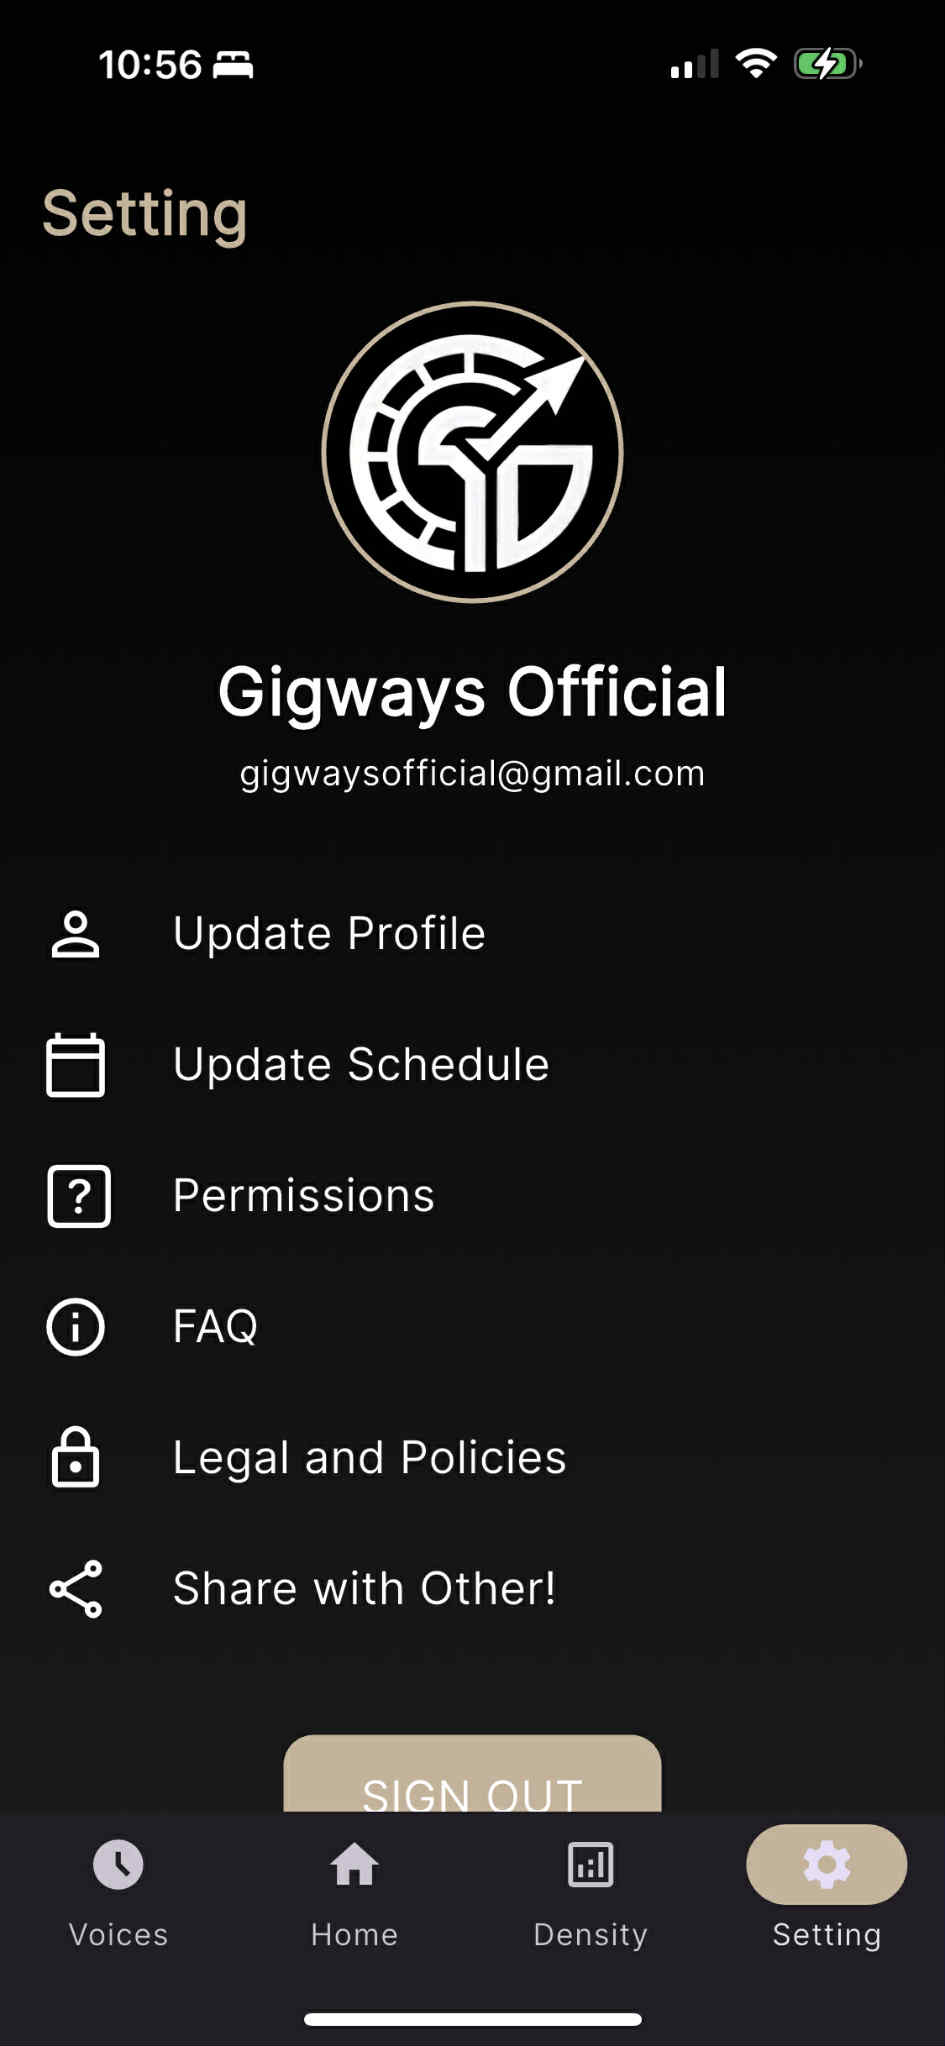 10:56
Setting
Gigways Official
gigwaysofficial@gmail.com
Update Profile
Update Schedule
Permissions
FAQ
Legal and Policies
Share with Other!
SIGN OUT
Voices
Home
Density
Setting